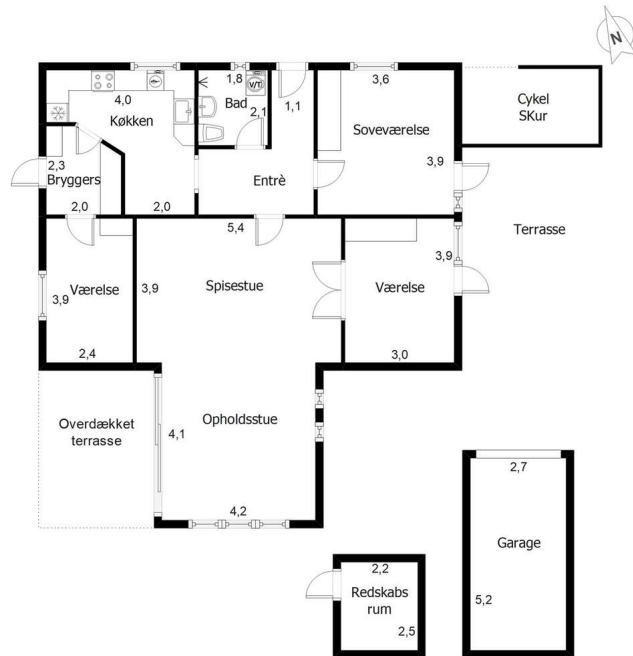 N
1,8
3,6
V/T
4,0
Køkken
Bad
2,1
1,1
Cykel
SKur
Soveværelse
2,3
Bryggers
Entrè
3,9
2,0
2,0
5,4
Terrasse
3,9
Værelse
3,9
3,9
Spisestue
Værelse
2,4
3,0
Overdækket
terrasse
4,1
Opholdsstue
4,2
2,7
Garage
5,2
2,2
Redskabs
rum
2,5